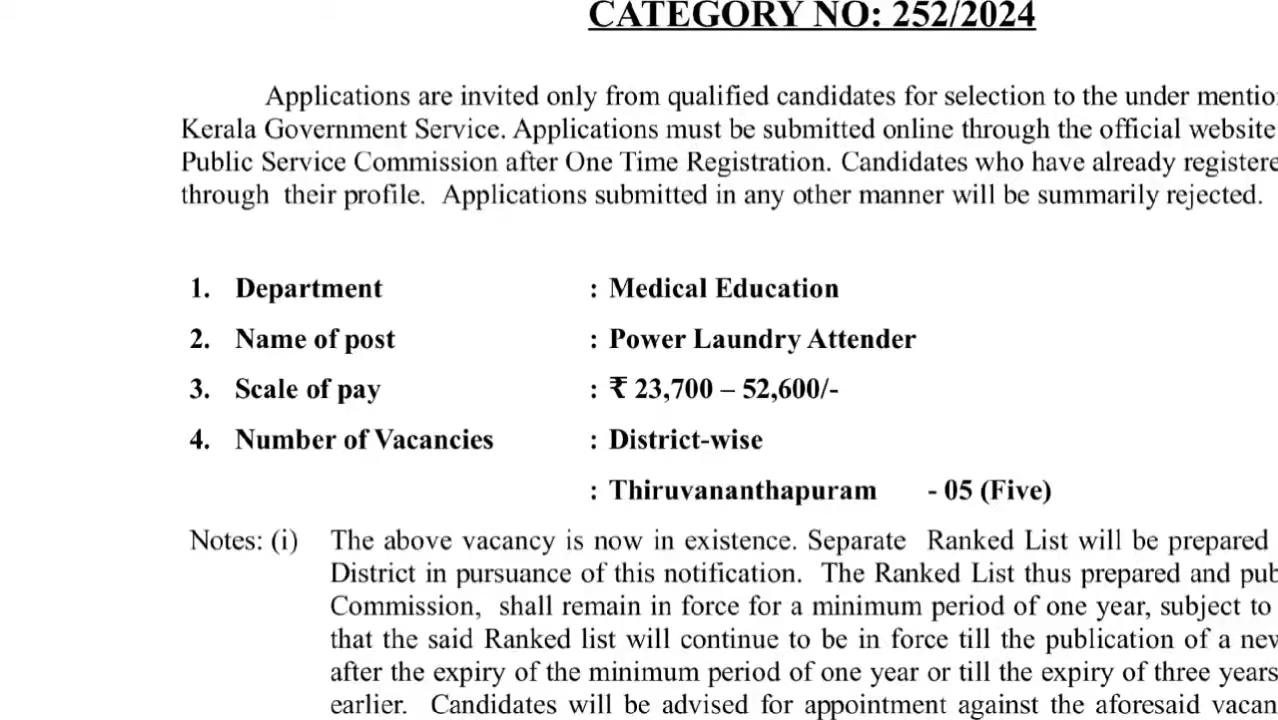 CATEGORY NO: 252/2024
Applications are invited only from qualified candidates for selection to the under
Kerala Government Service. Applications must be submitted online through the official website
Public Service Commission after One Time Registration. Candidates who have already
through their profile. Applications submitted in any other manner will be summarily rejected.
1. Department : Medical Education
2. Name of post : Power Laundry Attender
3. Scale of pay : ₹ 23,700 – 52,600/-
4. Number of Vacancies : District-wise
: Thiruvananthapuram - 05 (Five)
Notes: (i) The above vacancy is now in existence. Separate Ranked List will be prepared
District in pursuance of this notification. The Ranked List thus prepared and
Commission, shall remain in force for a minimum period of one year, subject to
that the said Ranked list will continue to be in force till the publication of a
after the expiry of the minimum period of one year or till the expiry of three years
earlier. Candidates will be advised for appointment against the aforesaid